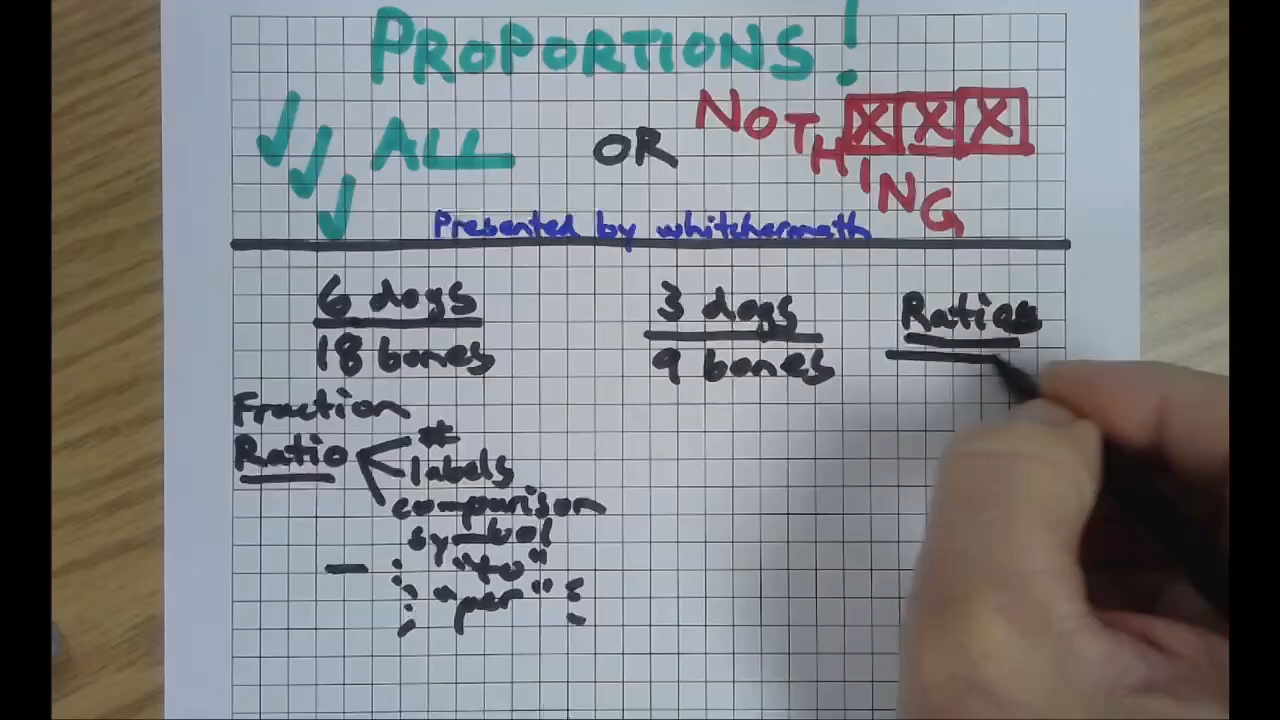 PROPORTIONS!
ALL OR NOTHING
Presented by whitchermath
6 dogs
18 bones
3 dogs
9 bones
Ratios
Fraction
Ratio
#
labels
comparison
symbol
— : "to"
; "per" :